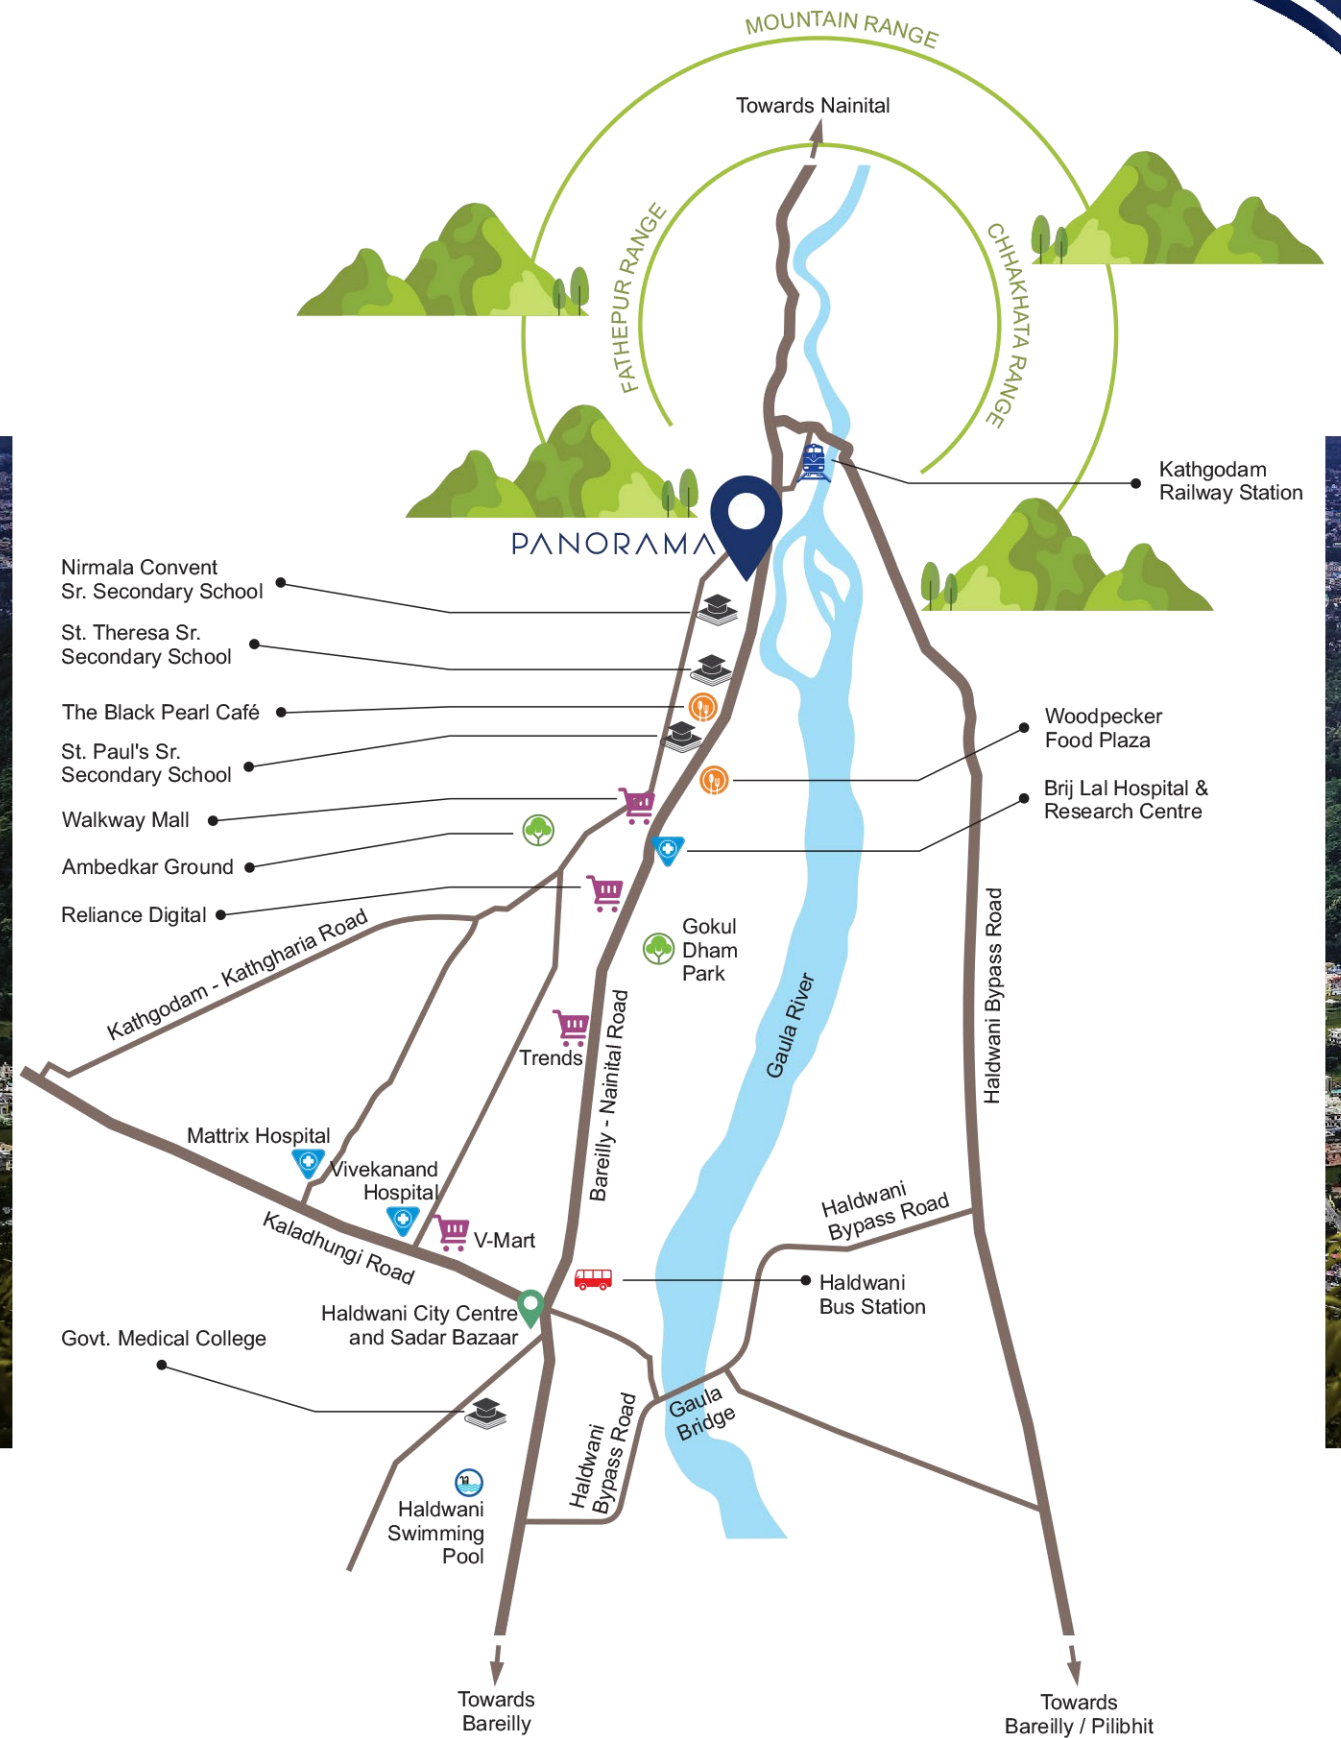 MOUNTAIN RANGE
Towards Nainital
FATHEPUR RANGE
CHHAKHATA RANGE
Kathgodam
Railway Station
PANORAMA
Nirmala Convent
Sr. Secondary School
St. Theresa Sr.
Secondary School
The Black Pearl Café
St. Paul's Sr.
Secondary School
Walkway Mall
Ambedkar Ground
Reliance Digital
Woodpecker
Food Plaza
Brij Lal Hospital &
Research Centre
Gokul
Dham
Park
Kathgodam - Kathgharia Road
Trends
Bareilly - Nainital Road
Gaula River
Haldwani Bypass Road
Mattrix Hospital
Vivekanand
Hospital
V-Mart
Kaladhungi Road
Haldwani
Bypass Road
Haldwani
Bus Station
Haldwani City Centre
and Sadar Bazaar
Govt. Medical College
Gaula
Bridge
Haldwani
Bypass Road
Haldwani
Swimming
Pool
Towards
Bareilly
Towards
Bareilly / Pilibhit